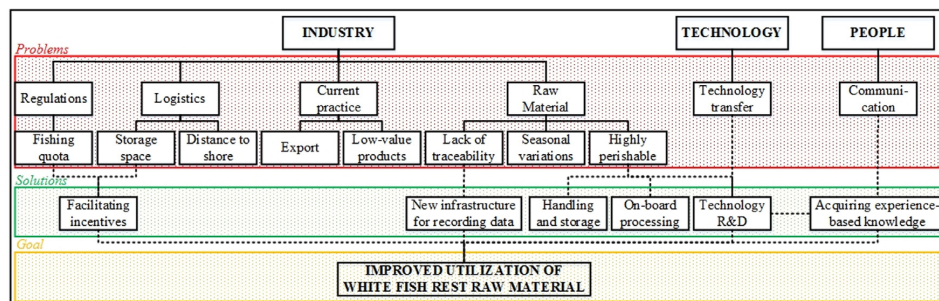 INDUSTRY
TECHNOLOGY
PEOPLE
Problems
Regulations
Logistics
Current
practice
Raw
Material
Technology
transfer
Communi-
cation
Fishing
quota
Storage
space
Distance to
shore
Export
Low-value
products
Lack of
traceability
Seasonal
variations
Highly
perishable
Solutions
Facilitating
incentives
New infrastructure
for recording data
Handling
and storage
On-board
processing
Technology
R&D
Acquiring experience-
based knowledge
Goal
IMPROVED UTILIZATION OF
WHITE FISH REST RAW MATERIAL